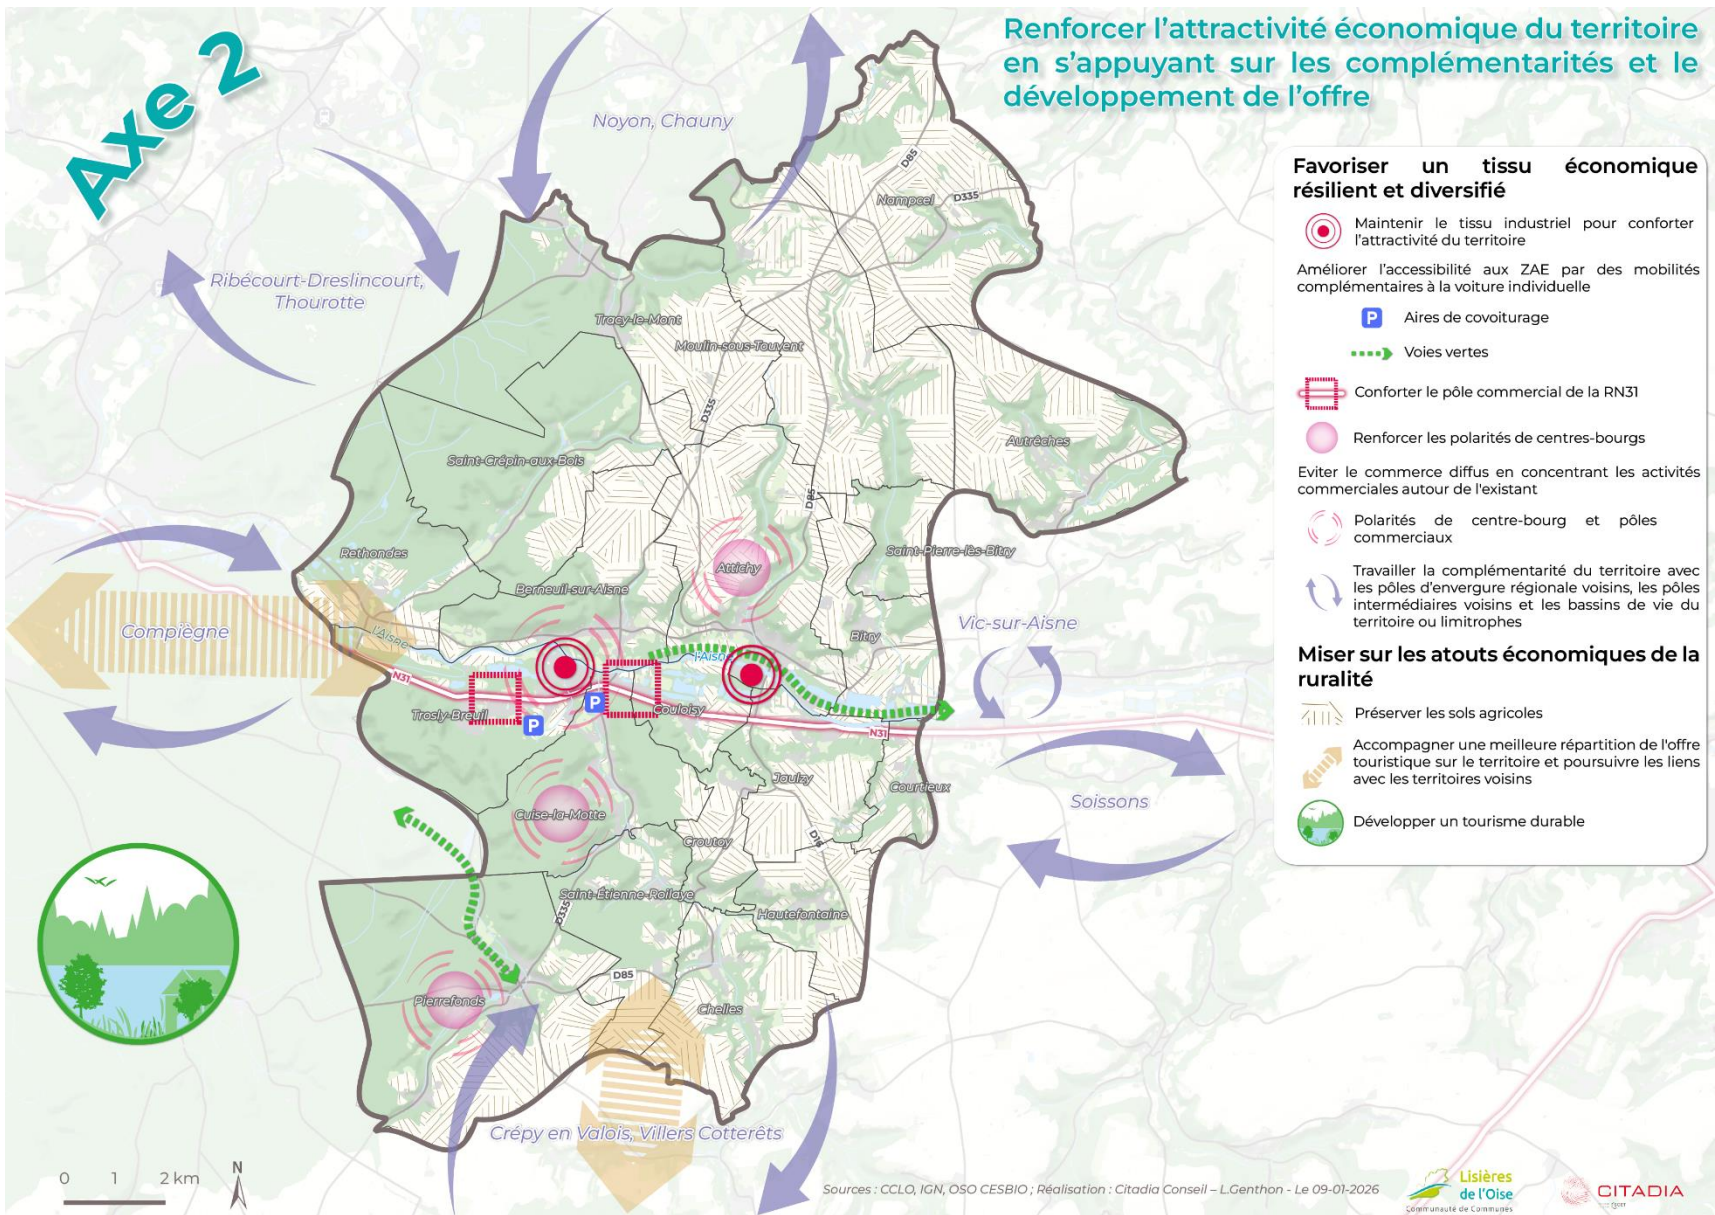 Axe 2
Renforcer l'attractivité économique du territoire
en s'appuyant sur les complémentarités et le
développement de l'offre
Favoriser un tissu économique
résilient et diversifié
Maintenir le tissu industriel pour conforter
l'attractivité du territoire
Améliorer l'accessibilité aux ZAE par des mobilités
complémentaires à la voiture individuelle
P
Aires de covoiturage
Voies vertes
Conforter le pôle commercial de la RN31
Renforcer les polarités de centres-bourgs
Eviter le commerce diffus en concentrant les activités
commerciales autour de l'existant
Polarités de centre-bourg et pôles
commerciaux
Travailler la complémentarité du territoire avec
les pôles d'envergure régionale voisins, les pôles
intermédiaires voisins et les bassins de vie du
territoire ou limitrophes
Miser sur les atouts économiques de la
ruralité
Préserver les sols agricoles
Accompagner une meilleure répartition de l'offre
touristique sur le territoire et poursuivre les liens
avec les territoires voisins
Développer un tourisme durable
Noyon, Chauny
Ribécourt-Dreslincourt,
Thourotte
D85
Nampcel
D335
Tracy-le-Mont
Moulin-sous-Touvent
D335
Autrêches
Saint-Crépin-aux-Bois
D85
Rethondes
Saint-Pierre-lès-Bitry
Attichy
Berneuil-sur-Aisne
Compiègne
l'Aisne
Vic-sur-Aisne
Bitry
l'Aisne
N31
P
Trosly-Breuil
Couloisy
P
N31
Jaulzy
Courtieux
Soissons
Cuise-la-Motte
Croutoy
D16
Saint-Étienne-Roilaye
D335
Hautefontaine
D85
Pierrefonds
Chelles
Crépy en Valois, Villers Cotterêts
0 1 2 km
N
Sources : CCLO, IGN, OSO CESBIO ; Réalisation : Citadia Conseil – L.Genthon - Le 09-01-2026
Lisières
de l'Oise
Communauté de Communes
CITADIA